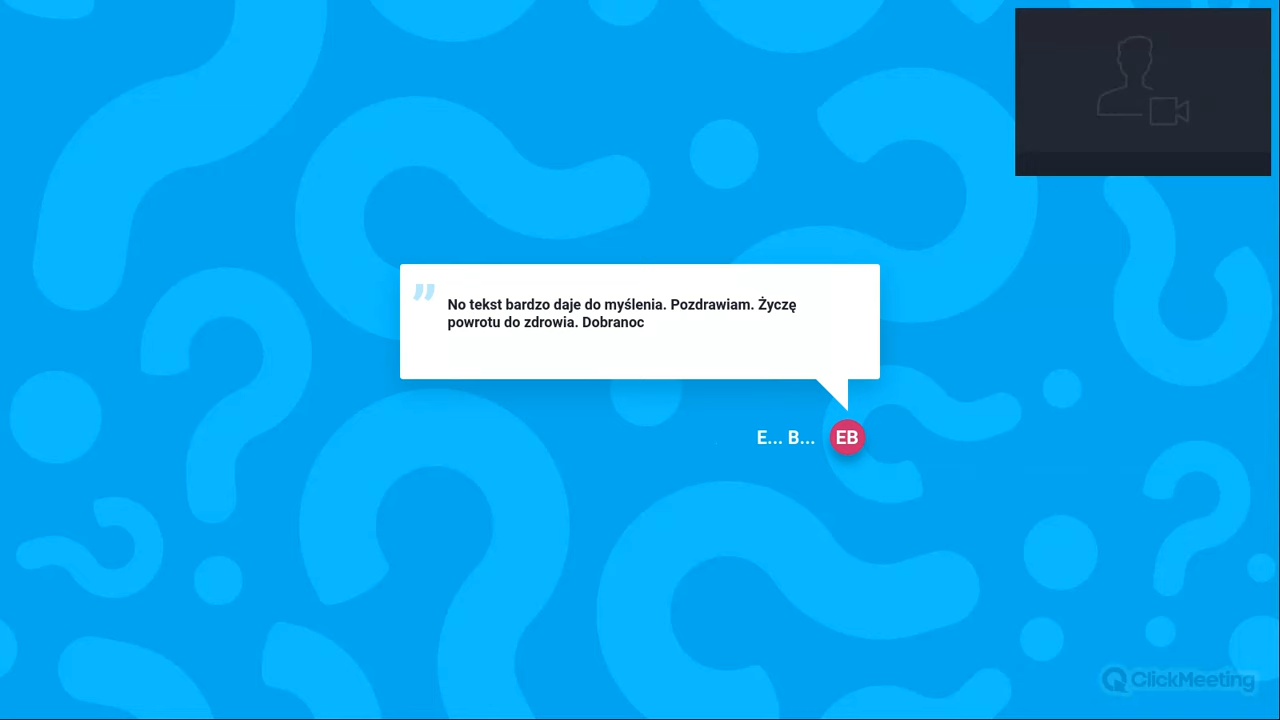 No tekst bardzo daje do myślenia. Pozdrawiam. Życzę
powrotu do zdrowia. Dobranoc
E... B... EB
ClickMeeting